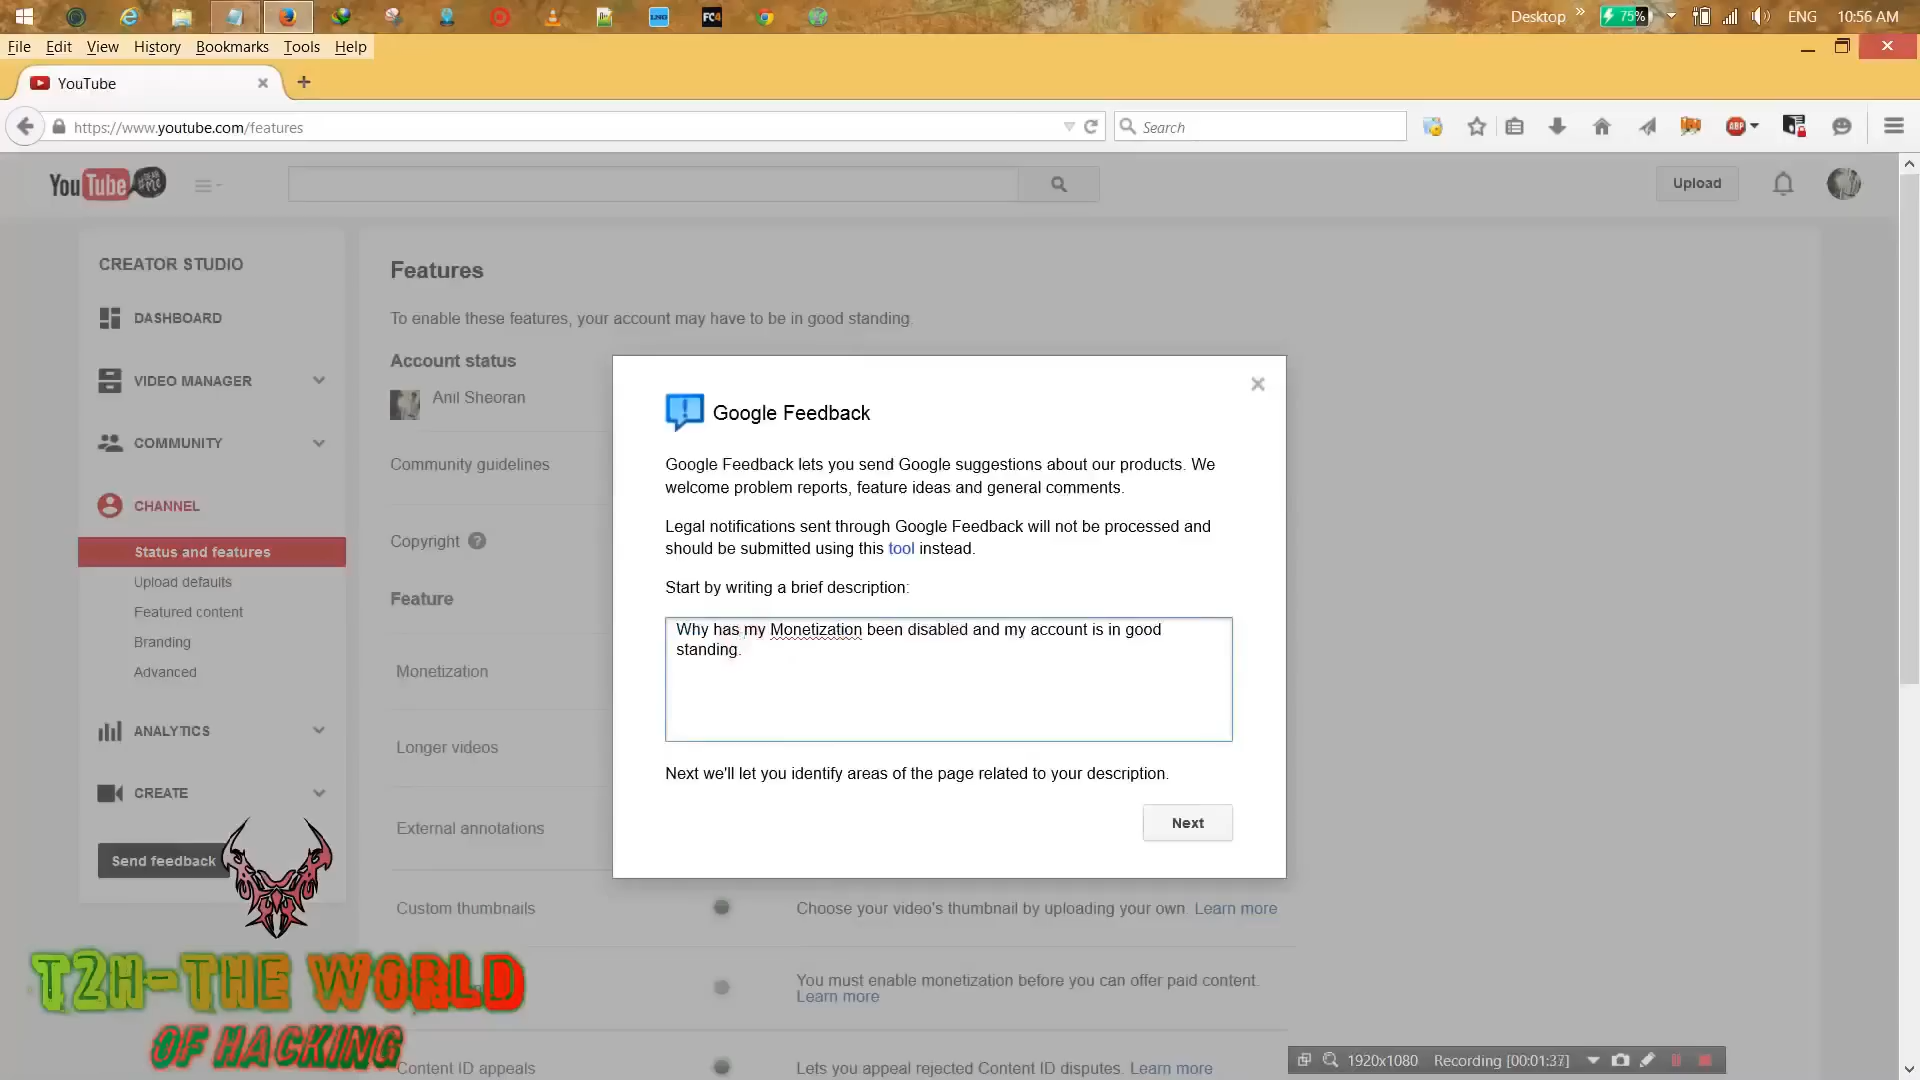 Desktop »
75%
ENG
10:56 AM
File Edit View History Bookmarks Tools Help
YouTube
https://www.youtube.com/features
Search
ABP
FC4
YouTube
Upload
CREATOR STUDIO
DASHBOARD
VIDEO MANAGER
COMMUNITY
CHANNEL
Status and features
Upload defaults
Featured content
Branding
Advanced
ANALYTICS
CREATE
Send feedback
Features
To enable these features, your account may have to be in good standing.
Account status
Anil Sheoran
Community guidelines
Copyright ?
Feature
Monetization
Longer videos
External annotations
Custom thumbnails
Choose your video's thumbnail by uploading your own. Learn more
You must enable monetization before you can offer paid content.
Learn more
Content ID appeals
Lets you appeal rejected Content ID disputes. Learn more
Google Feedback
Google Feedback lets you send Google suggestions about our products. We
welcome problem reports, feature ideas and general comments.
Legal notifications sent through Google Feedback will not be processed and
should be submitted using this tool instead.
Start by writing a brief description:
Why has my Monetization been disabled and my account is in good
standing.
Next we'll let you identify areas of the page related to your description.
Next
T2H-THE WORLD
OF HACKING
1920x1080 Recording [00:01:37]